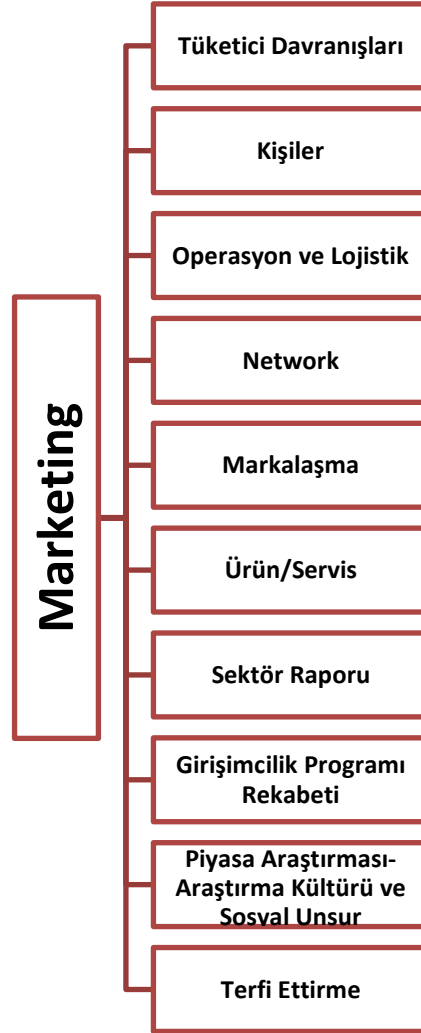 Marketing
Tüketici Davranışları
Kişiler
Operasyon ve Lojistik
Network
Markalaşma
Ürün/Servis
Sektör Raporu
Girişimcilik Programı
Rekabeti
Piyasa Araştırması-
Araştırma Kültürü ve
Sosyal Unsur
Terfi Ettirme